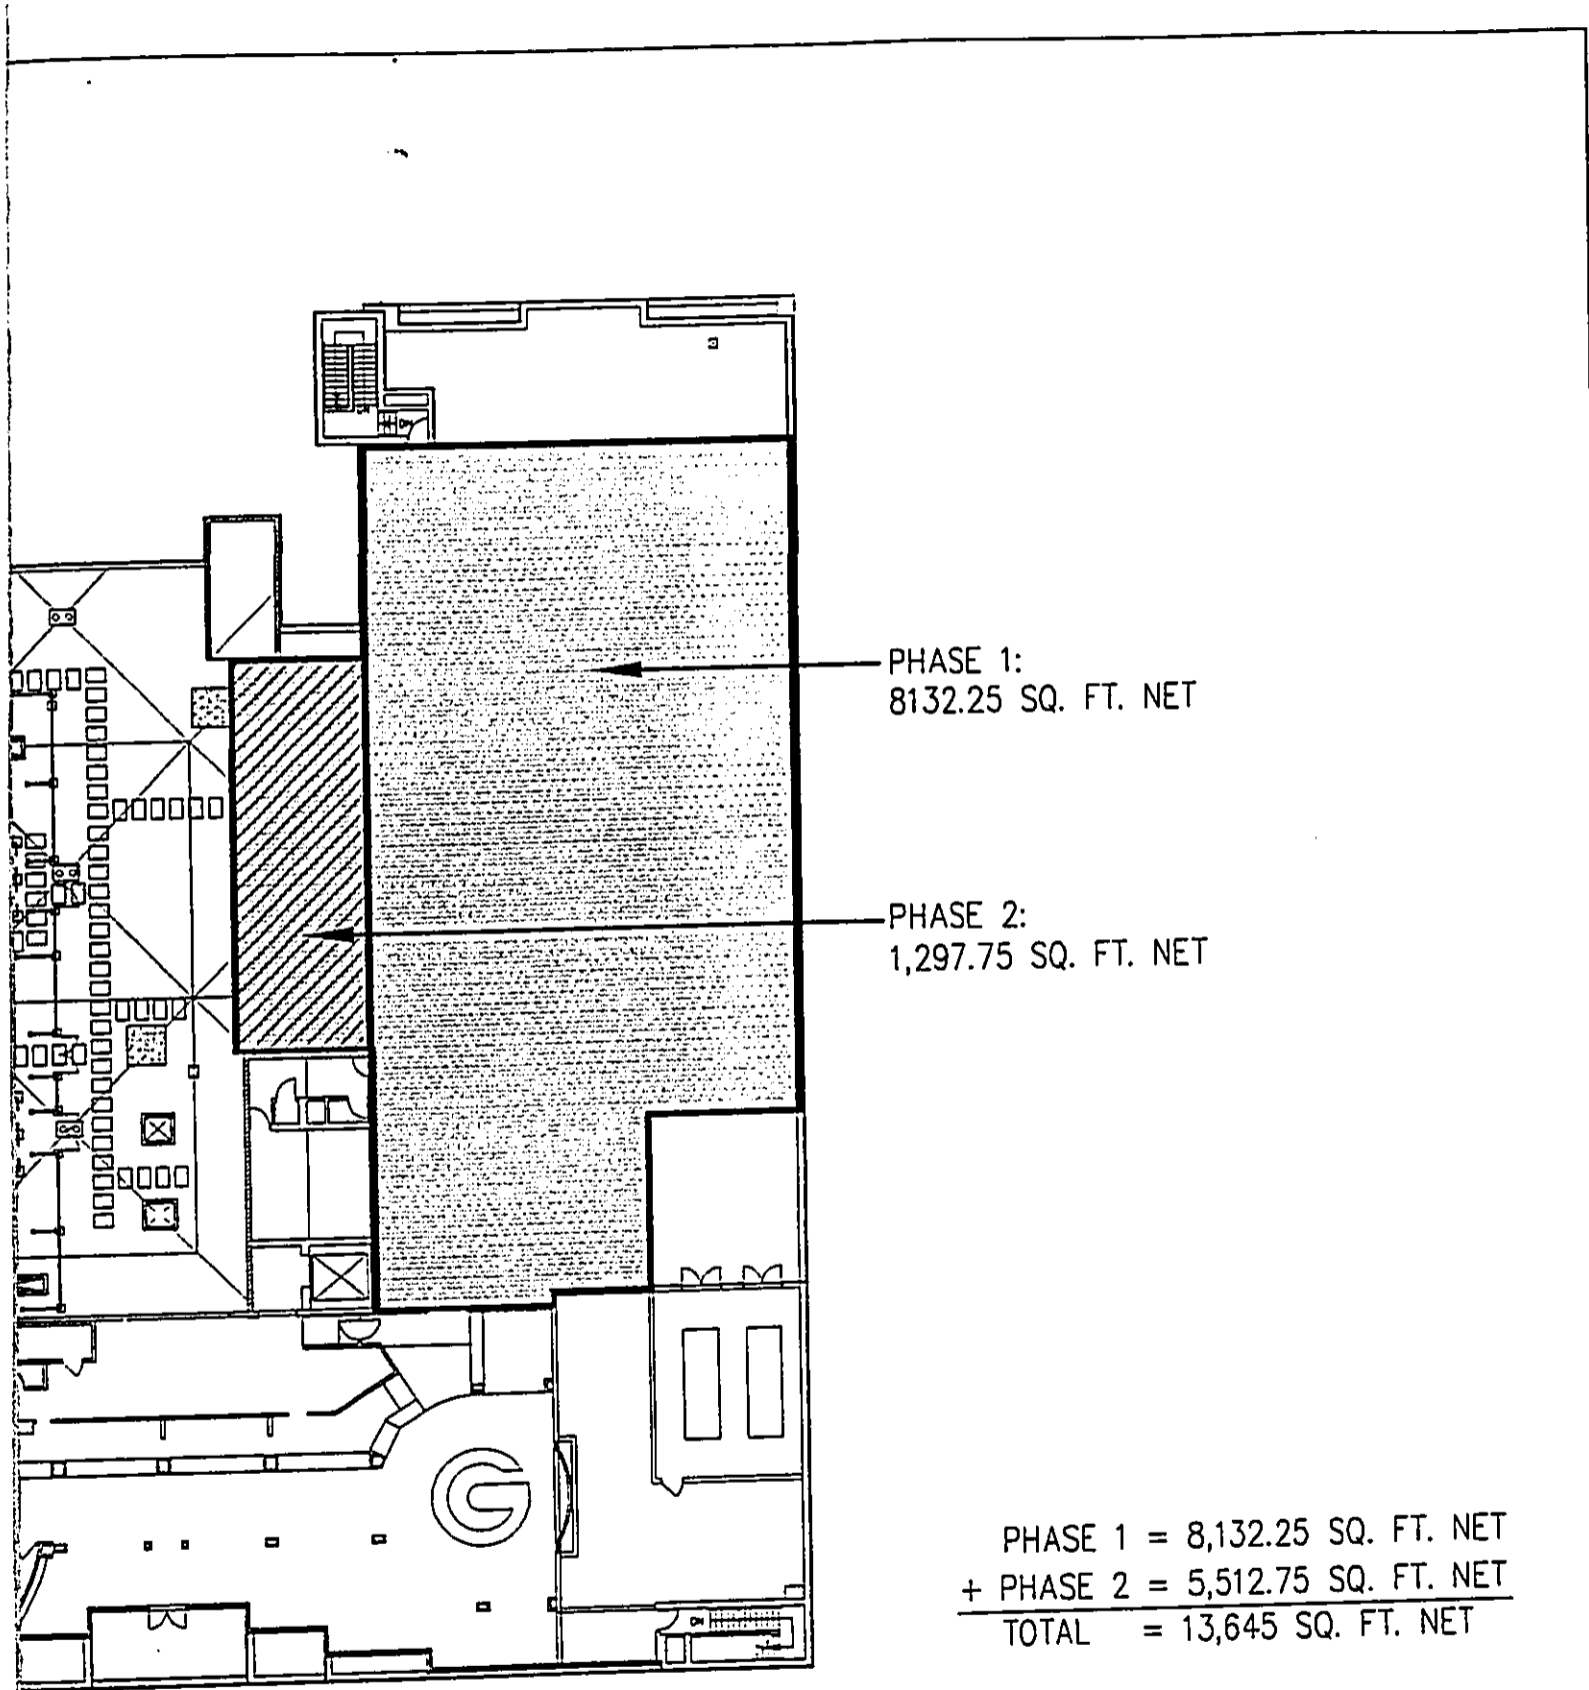 PHASE 1:
8132.25 SQ. FT. NET
PHASE 2:
1,297.75 SQ. FT. NET
G
PHASE 1 = 8,132.25 SQ. FT. NET
+ PHASE 2 = 5,512.75 SQ. FT. NET
TOTAL = 13,645 SQ. FT. NET